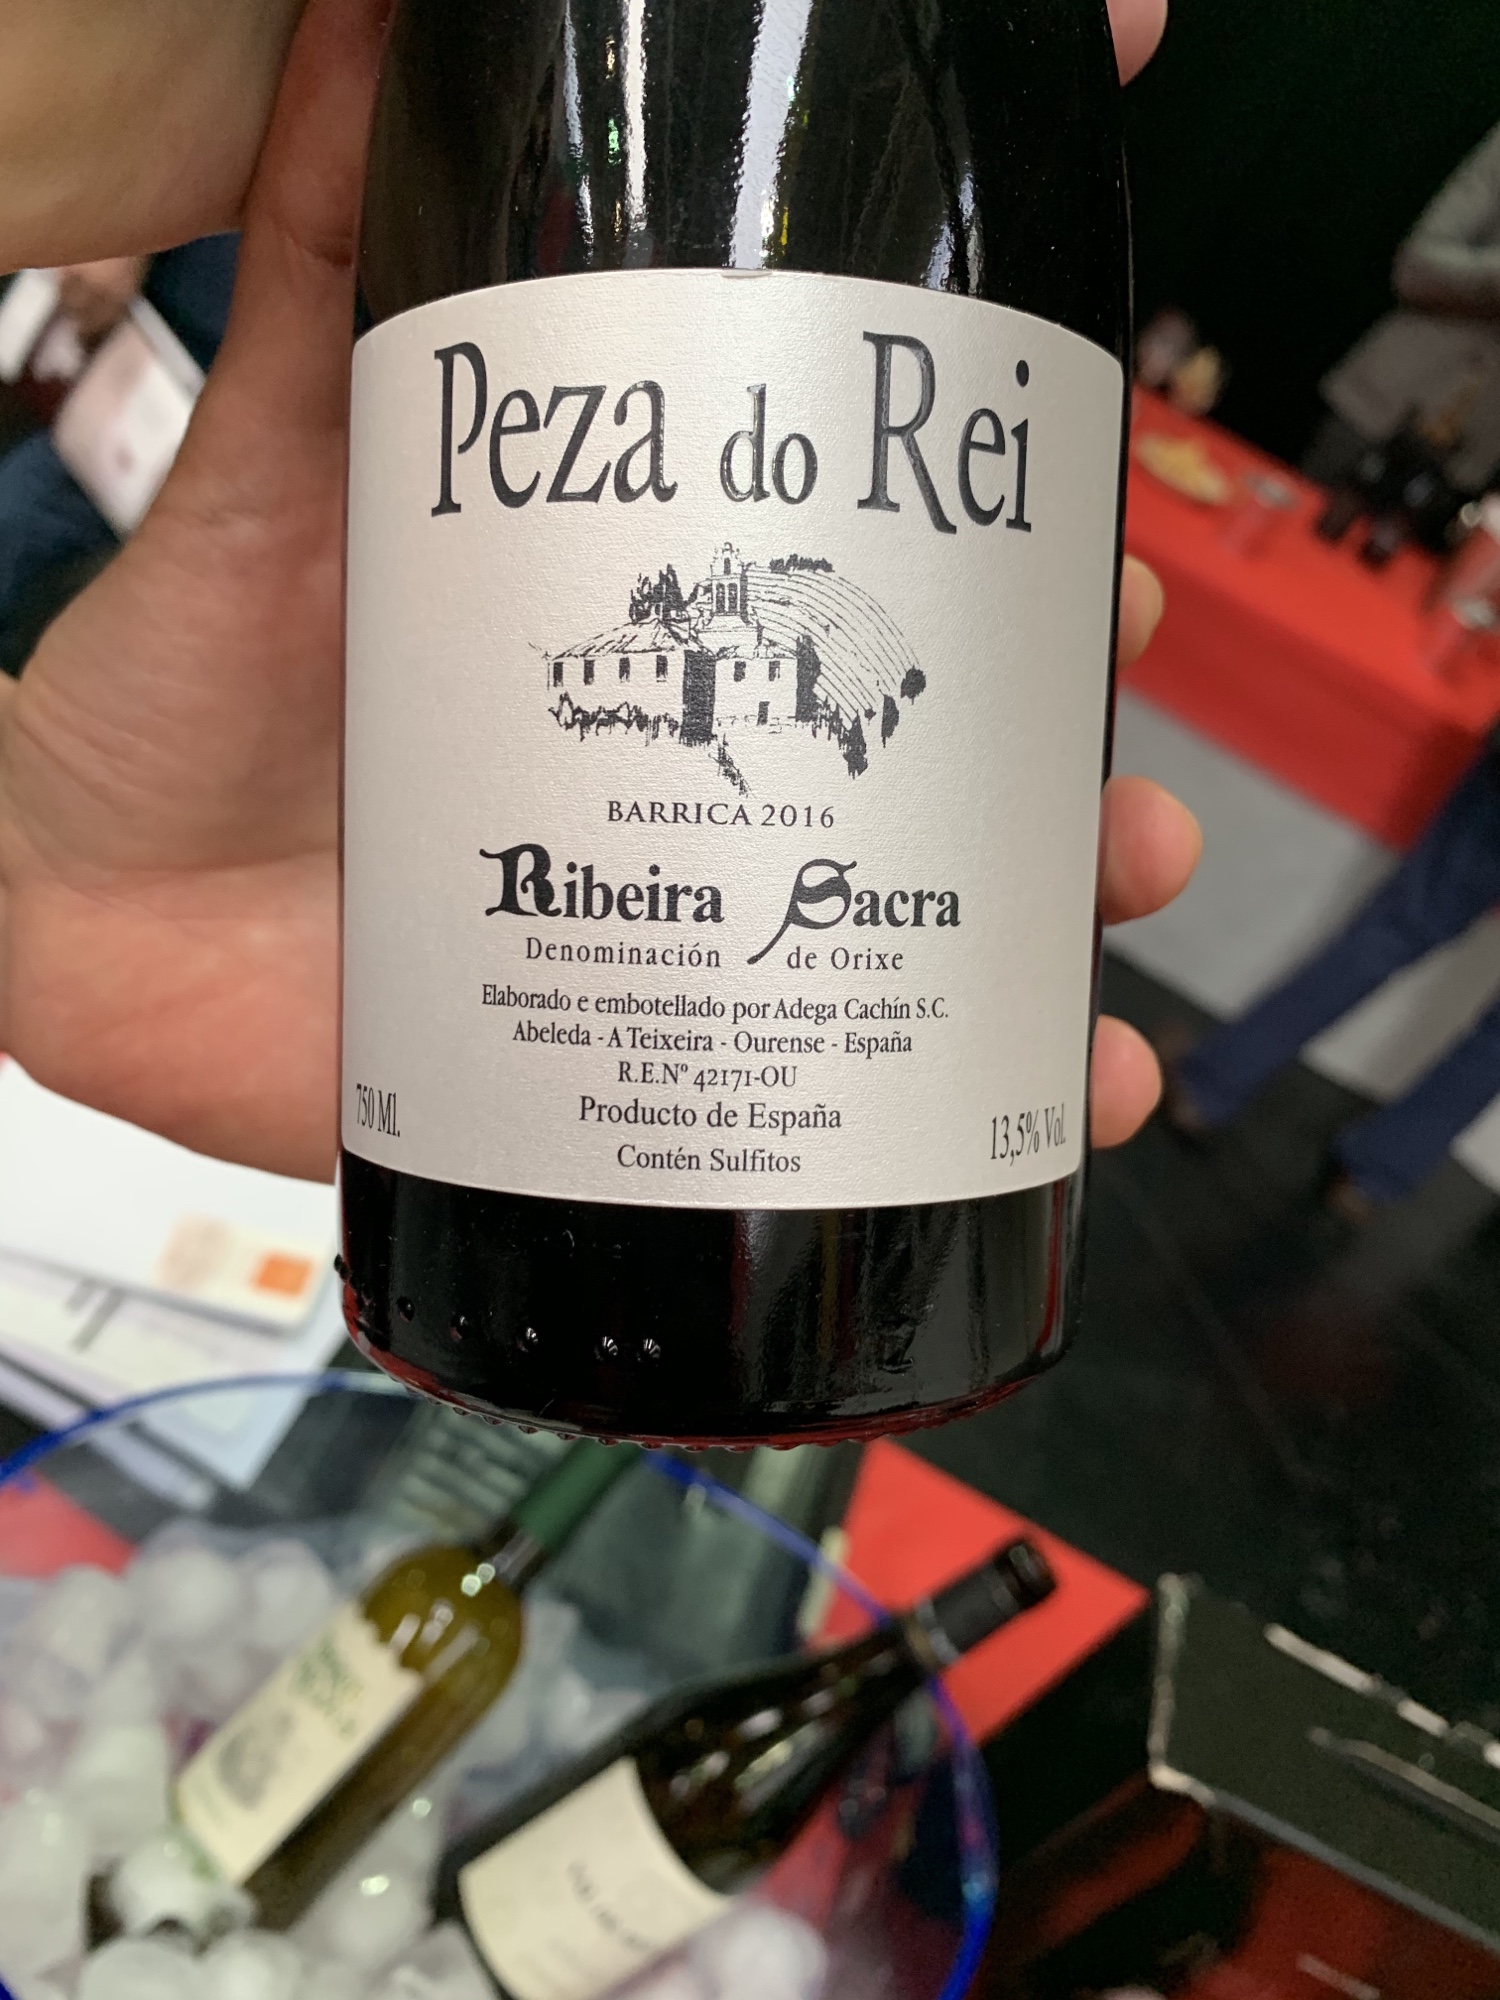 Peza do Rei
BARRICA 2016
Ribeira Sacra
Denominación de Orixe
Elaborado e embotellado por Adega Cachín S.C.
Abeleda - A Teixeira - Ourense - España
R.E.Nº 42171-OU
750 Ml.
Producto de España
13,5% Vol.
Contén Sulfitos